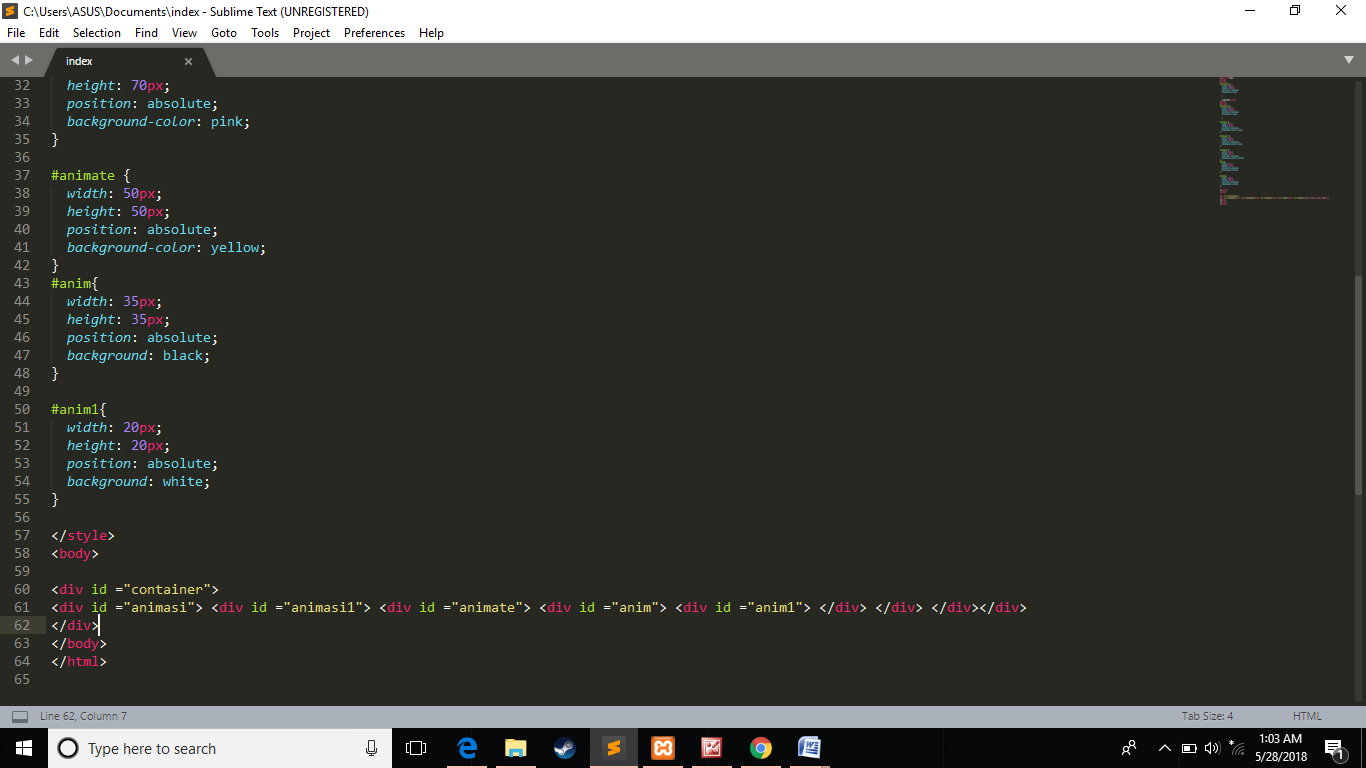 C:\Users\ASUS\Documents\index - Sublime Text (UNREGISTERED)
File Edit Selection Find View Goto Tools Project Preferences Help
index
32 height: 70px;
33 position: absolute;
34 background-color: pink;
35 }
36
37 #animate {
38 width: 50px;
39 height: 50px;
40 position: absolute;
41 background-color: yellow;
42 }
43 #anim{
44 width: 35px;
45 height: 35px;
46 position: absolute;
47 background: black;
48 }
49
50 #anim1{
51 width: 20px;
52 height: 20px;
53 position: absolute;
54 background: white;
55 }
56
57 </style>
58 <body>
59
60 <div id ="container">
61 <div id ="animasi"> <div id ="animasi1"> <div id ="animate"> <div id ="anim"> <div id ="anim1"> </div> </div> </div></div>
62 </div>
63 </body>
64 </html>
65
Line 62, Column 7 Tab Size: 4 HTML
Type here to search
1:03 AM
5/28/2018
1